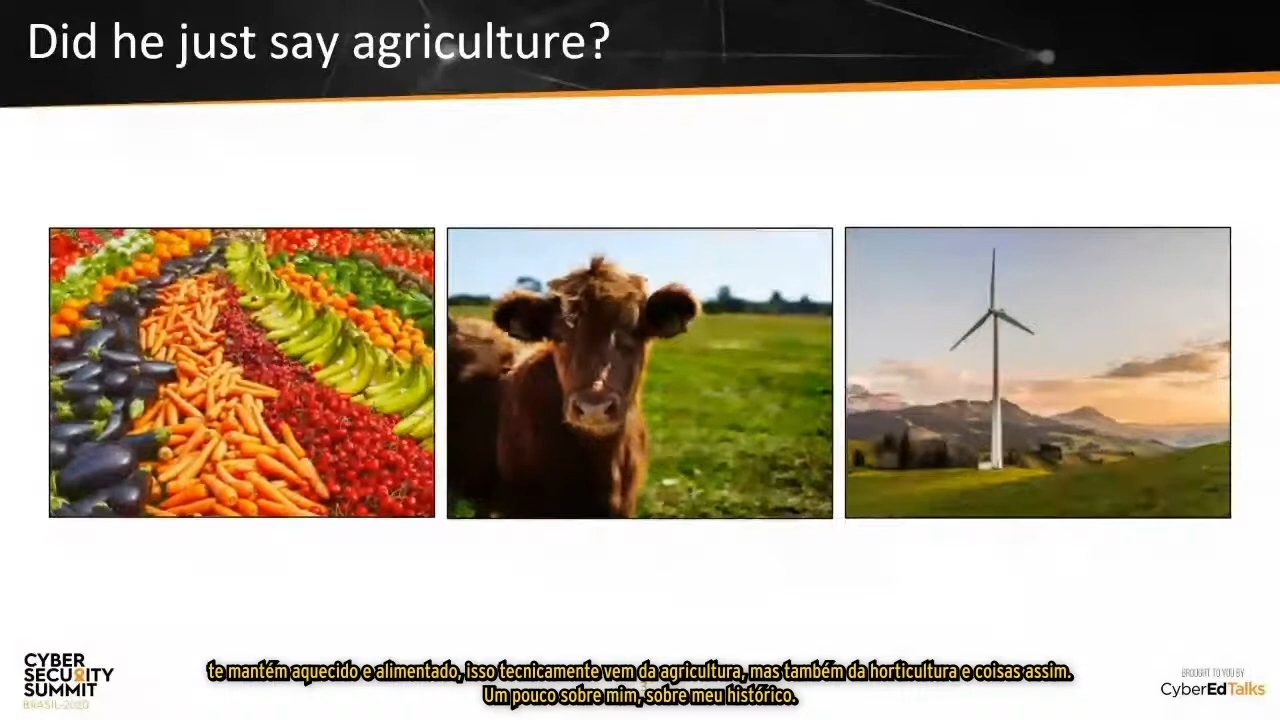 Did he just say agriculture?
CYBER
SECURITY
SUMMIT
BRASIL-2020
te mantém aquecido e alimentado, isso tecnicamente vem da agricultura, mas também da horticultura e coisas assim.
Um pouco sobre mim, sobre meu histórico.
BROUGHT TO YOU BY
CyberEdTalks